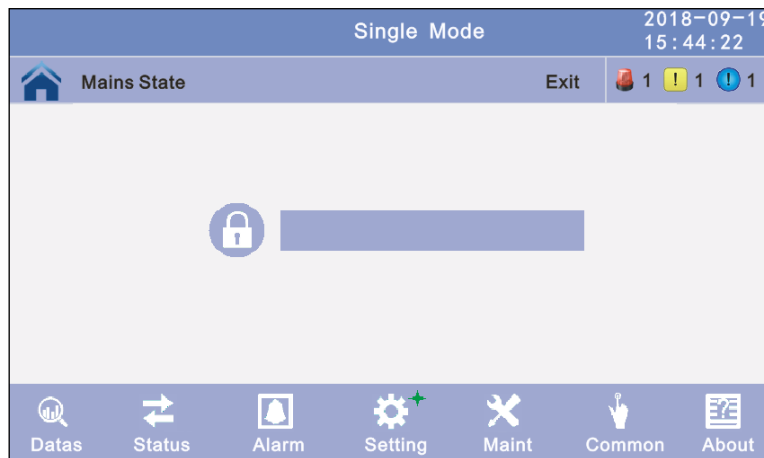 Single Mode
2018-09-19
15:44:22
Mains State
Exit
1
1
1
Datas
Status
Alarm
Setting
Maint
Common
About